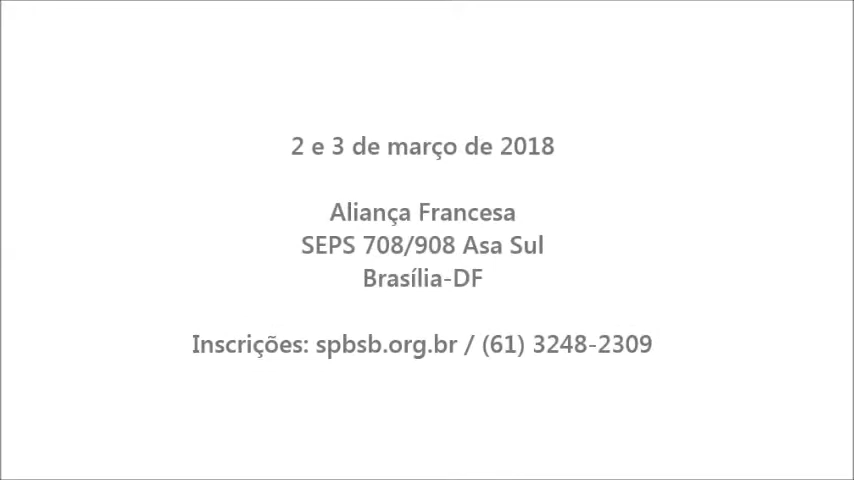 2 e 3 de março de 2018
Aliança Francesa
SEPS 708/908 Asa Sul
Brasília-DF
Inscrições: spbsb.org.br / (61) 3248-2309